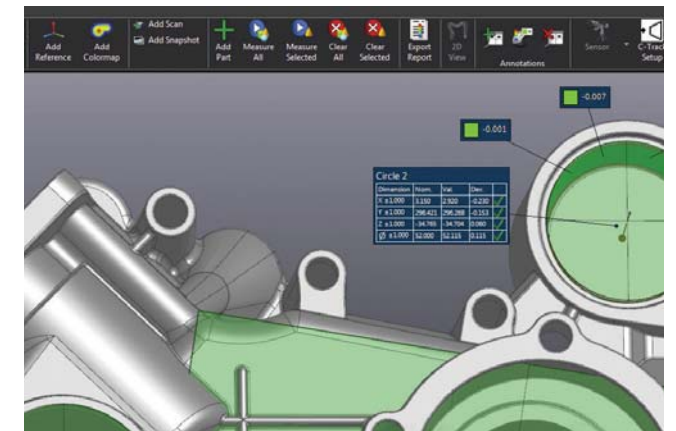 Add Scan
Add Snapshot
Add Reference
Add Colormap
Add Part
Measure All
Measure Selected
Clear All
Clear Selected
Export Report
2D View
Annotations
Sensor
C-Track Setup
-0.007
-0.001
Circle 2
Dimension Nom. Val. Dev.
X ±1.000 3.150 2.920 -0.230
Y ±1.000 296.421 296.268 -0.153
Z ±1.000 -34.765 -34.704 0.060
Ø ±1.000 52.000 52.115 0.115